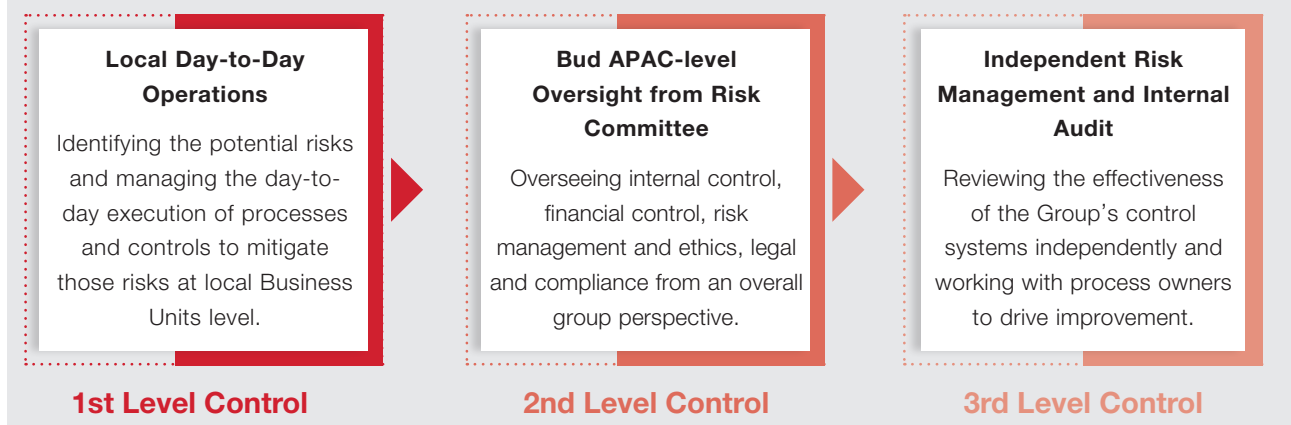 Local Day-to-Day
Operations
Identifying the potential risks
and managing the day-to-
day execution of processes
and controls to mitigate
those risks at local Business
Units level.
1st Level Control
Bud APAC-level
Oversight from Risk
Committee
Overseeing internal control,
financial control, risk
management and ethics, legal
and compliance from an overall
group perspective.
2nd Level Control
Independent Risk
Management and Internal
Audit
Reviewing the effectiveness
of the Group’s control
systems independently and
working with process owners
to drive improvement.
3rd Level Control